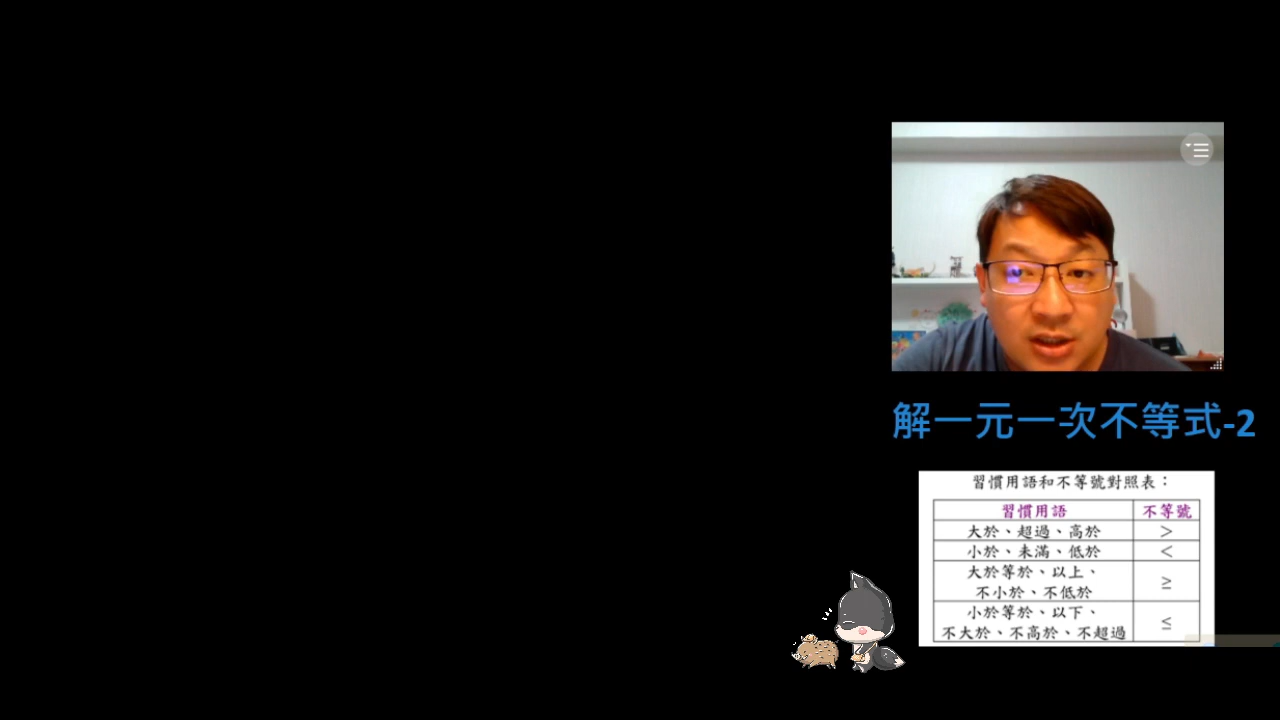 解一元一次不等式-2
習慣用語和不等號對照表：
習慣用語 不等號
大於、超過、高於 >
小於、未滿、低於 <
大於等於、以上、
不小於、不低於 ≥
小於等於、以下、
不大於、不高於、不超過 ≤